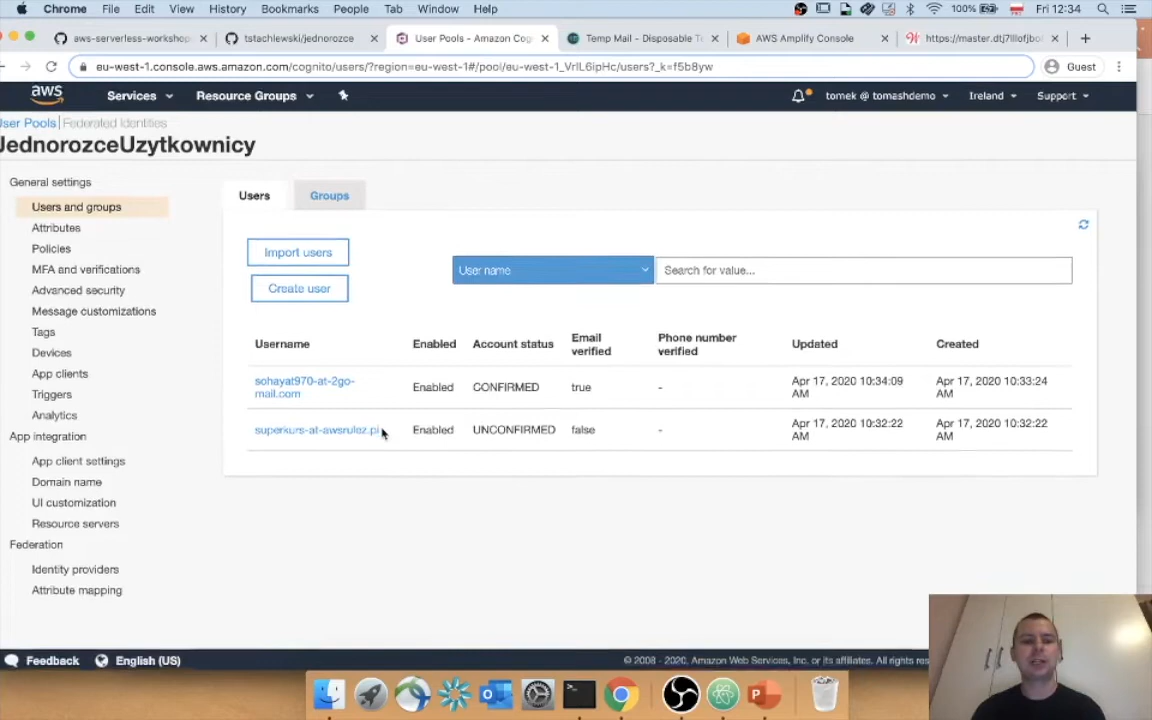 Chrome File Edit View History Bookmarks People Tab Window Help 100% Fri 12:34
aws-serverless-workshop tstachlewski/jednorozce User Pools - Amazon Cog Temp Mail - Disposable Te AWS Amplify Console
eu-west-1.console.aws.amazon.com/cognito/users/?region=eu-west-1#/pool/eu-west-1_VrlL6ipHc/users?_k=f5b8yw Guest
aws Services Resource Groups tomek @ tomashdemo Ireland Support
User Pools | Federated Identities
JednorozceUzytkownicy
General settings
Users and groups
Attributes
Policies
MFA and verifications
Advanced security
Message customizations
Tags
Devices
App clients
Triggers
Analytics
App integration
App client settings
Domain name
UI customization
Resource servers
Federation
Identity providers
Attribute mapping
Users Groups
Import users
Create user
User name Search for value...
Username Enabled Account status Email verified Phone number verified Updated Created
sohayat970-at-2go-mail.com Enabled CONFIRMED true - Apr 17, 2020 10:34:09 AM Apr 17, 2020 10:33:24 AM
superkurs-at-awsrulez.pl Enabled UNCONFIRMED false - Apr 17, 2020 10:32:22 AM Apr 17, 2020 10:32:22 AM
Feedback English (US) © 2008 - 2020, Amazon Web Services, Inc. or its affiliates. All rights